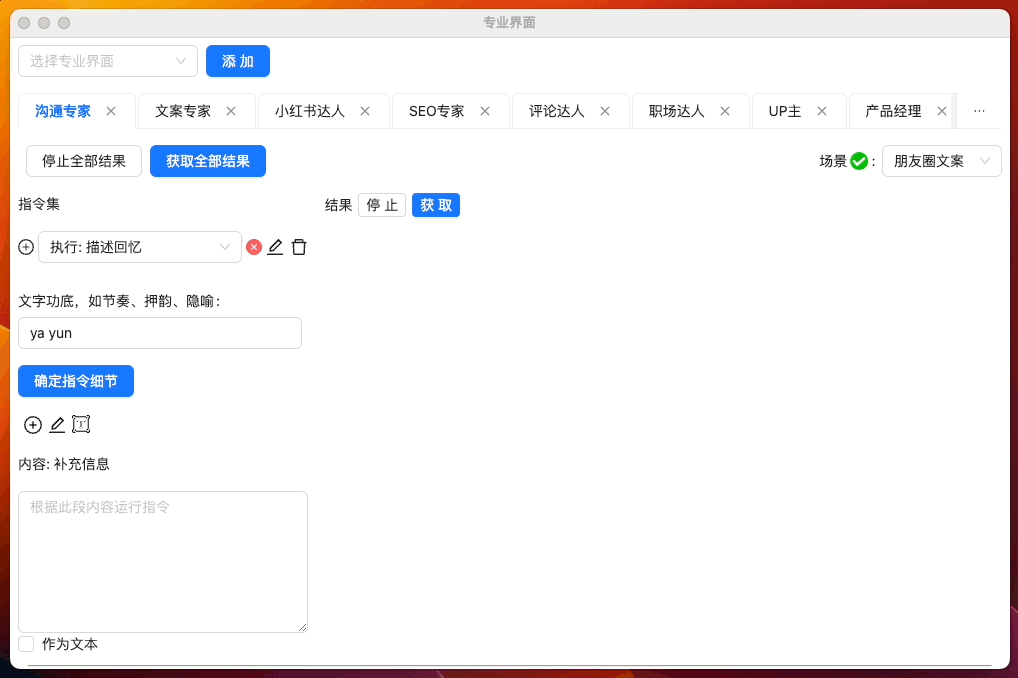 专业界面
选择专业界面 添 加
沟通专家 文案专家 小红书达人 SEO专家 评论达人 职场达人 UP主 产品经理 ...
停止全部结果 获取全部结果 场景 : 朋友圈文案
指令集 结果 停 止 获 取
执行: 描述回忆
文字功底，如节奏、押韵、隐喻:
ya yun
确定指令细节
内容: 补充信息
根据此段内容运行指令
作为文本